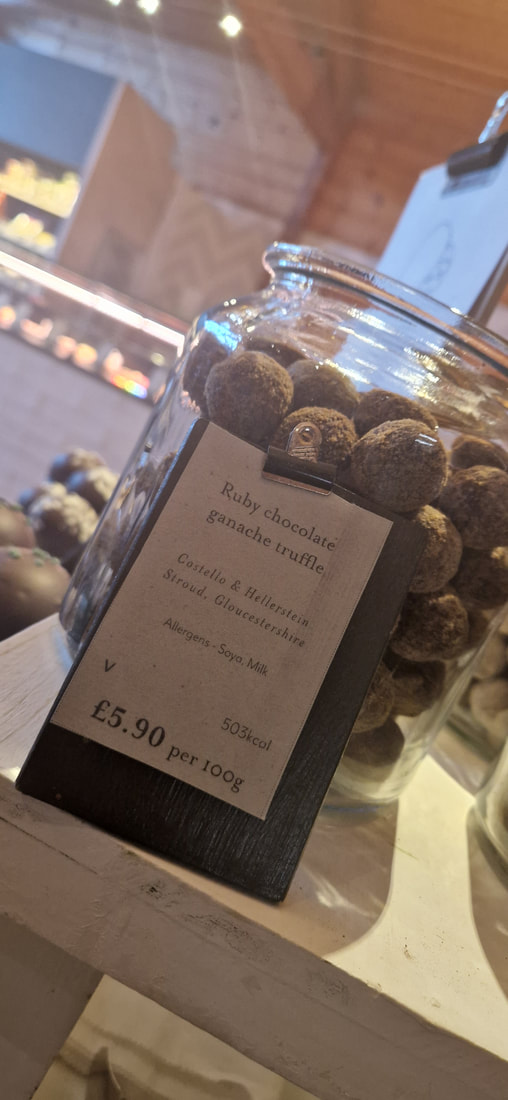 Ruby chocolate
ganache truffle
Costello & Hellerstein
Stroud, Gloucestershire
Allergens - Soya, Milk
V
503kcal
£5.90 per 100g